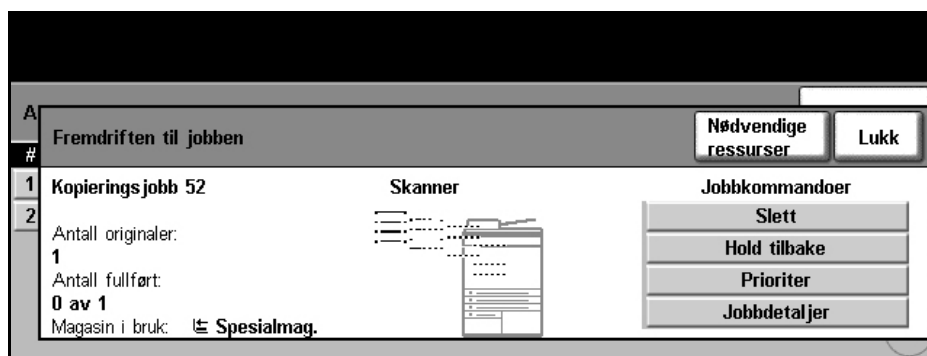 A
Fremdriften til jobben
Nødvendige
ressurser
Lukk
#
1
2
Kopieringsjobb 52
Antall originaler:
1
Antall fullført:
0 av 1
Magasin i bruk: Spesialmag.
Skanner
Jobbkommandoer
Slett
Hold tilbake
Prioriter
Jobbdetaljer